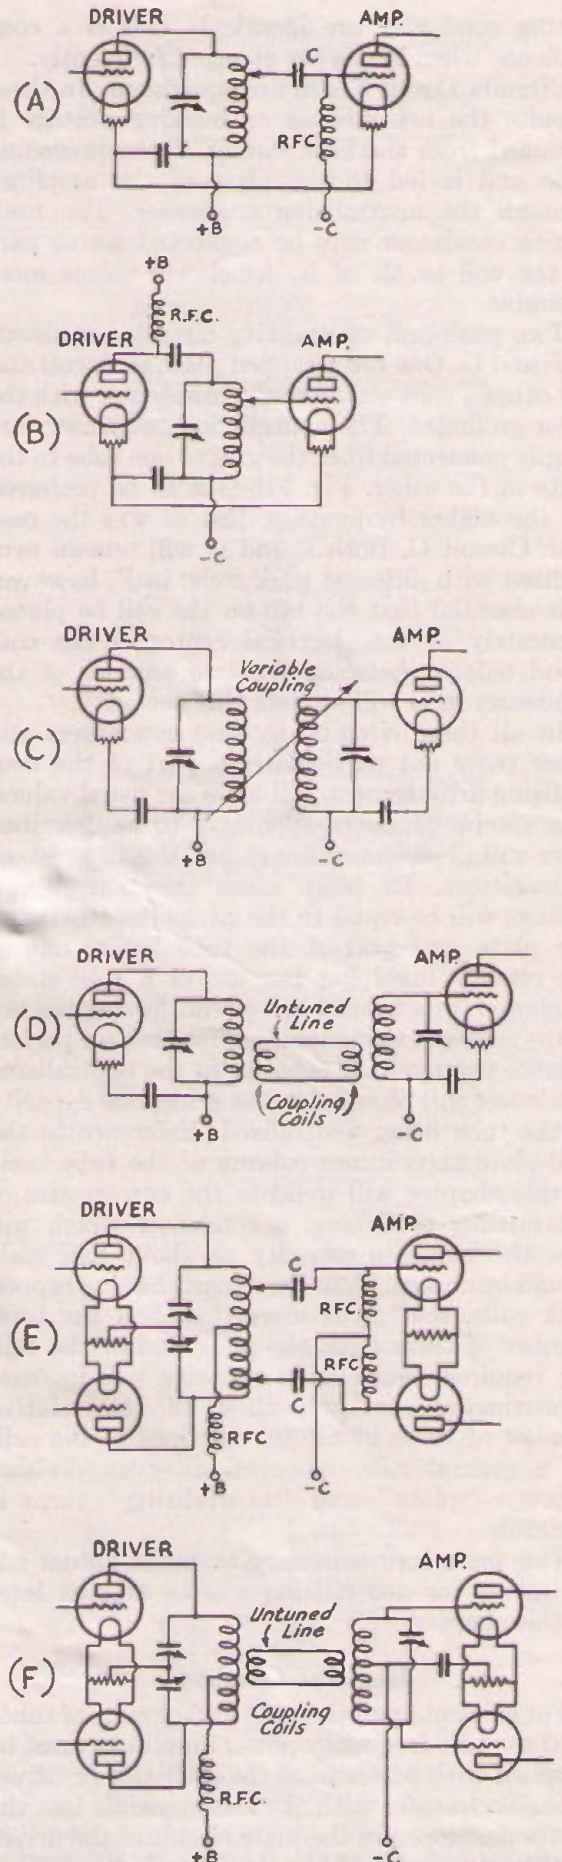 DRIVER AMP.
(A)
C
RFC
+B -C
+B
R.F.C.
DRIVER AMP.
(B)
-C
DRIVER AMP.
Variable
Coupling
(C)
+B -C
DRIVER AMP.
(D)
Untuned
Line
(Coupling
Coils)
+B -C
DRIVER AMP.
(E)
C
RFC
RFC
C
RFC
+B -C
DRIVER AMP.
(F)
Untuned
Line
Coupling
Coils
R.F.C.
+B -C